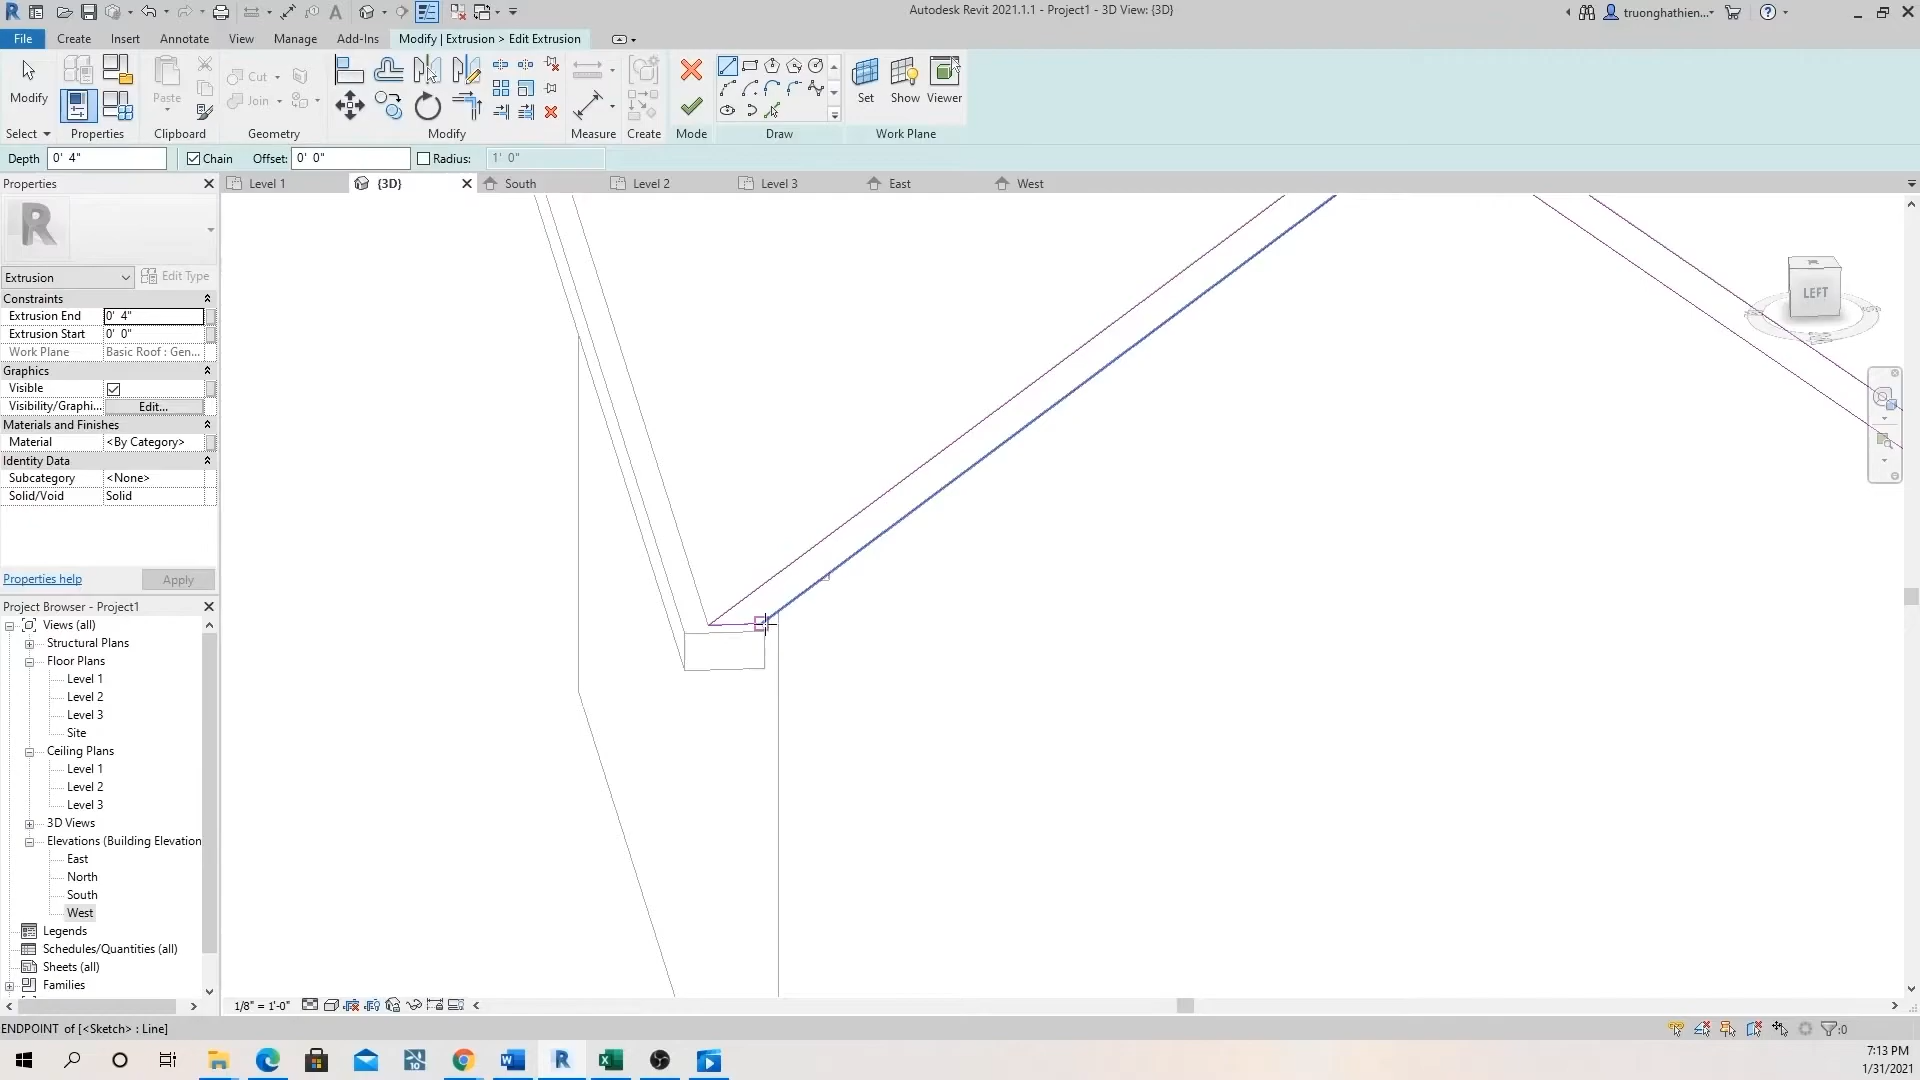 Autodesk Revit 2021.1.1 - Project1 - 3D View: {3D}
truonghathien...
File
Create
Insert
Annotate
View
Manage
Add-Ins
Modify | Extrusion > Edit Extrusion
Modify
Paste
Cut
Join
Set
Show
Viewer
Select
Properties
Clipboard
Geometry
Modify
Measure
Create
Mode
Draw
Work Plane
Depth 0' 4"
Chain
Offset: 0' 0"
Radius: 1' 0"
Properties
Level 1
{3D}
South
Level 2
Level 3
East
West
Extrusion
Edit Type
Constraints
Extrusion End 0' 4"
Extrusion Start 0' 0"
Work Plane Basic Roof : Gen...
Graphics
Visible
Visibility/Graphi... Edit...
Materials and Finishes
Material <By Category>
Identity Data
Subcategory <None>
Solid/Void Solid
Properties help
Apply
LEFT
Project Browser - Project1
Views (all)
Structural Plans
Floor Plans
Level 1
Level 2
Level 3
Site
Ceiling Plans
Level 1
Level 2
Level 3
3D Views
Elevations (Building Elevation
East
North
South
West
Legends
Schedules/Quantities (all)
Sheets (all)
Families
1/8" = 1'-0"
ENDPOINT of [<Sketch> : Line]
:0
7:13 PM
1/31/2021